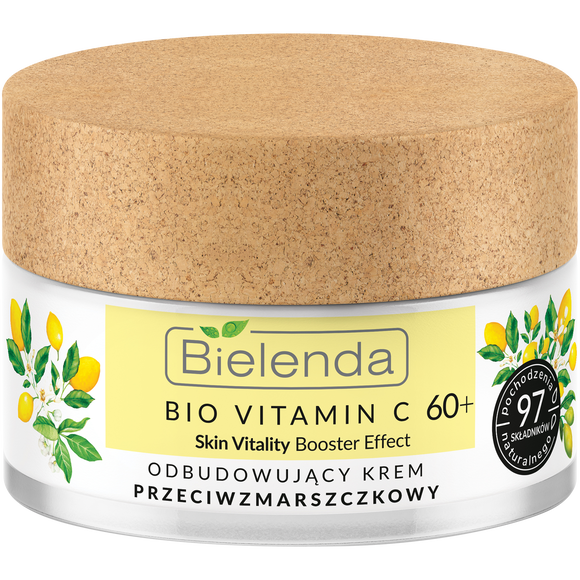 Bielenda
BIO VITAMIN C 60+
Skin Vitality Booster Effect
ODBUDOWUJĄCY KREM
PRZECIWZMARSZCZKOWY
97
SKŁADNIKÓW
Pochodzenia
naturalnego